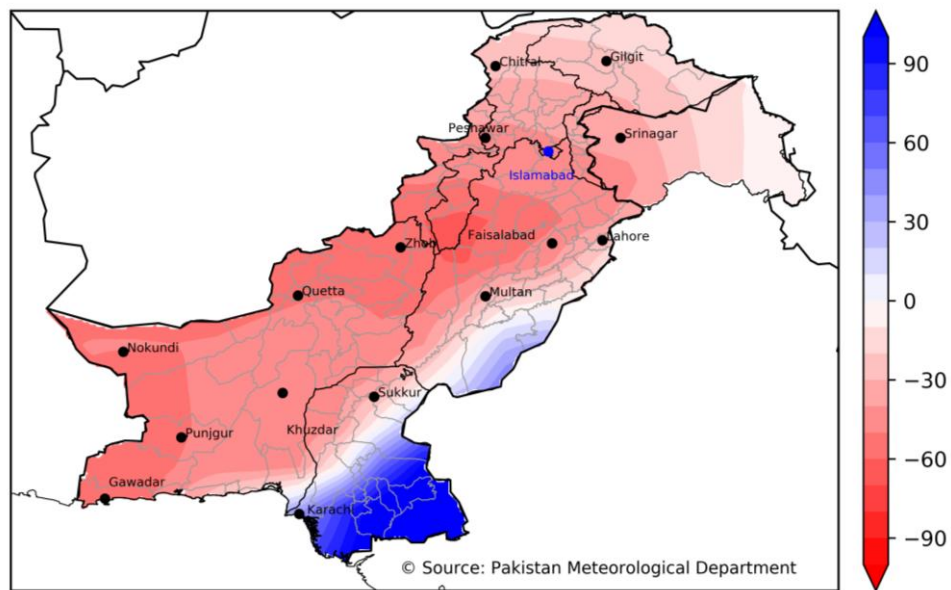 Chitral
Gilgit
Peshawar
Srinagar
Islamabad
Zhob
Faisalabad
Lahore
Quetta
Multan
Nokundi
Sukkur
Khuzdar
Punjgur
Gawadar
Karachi
© Source: Pakistan Meteorological Department
90
60
30
0
−30
−60
−90